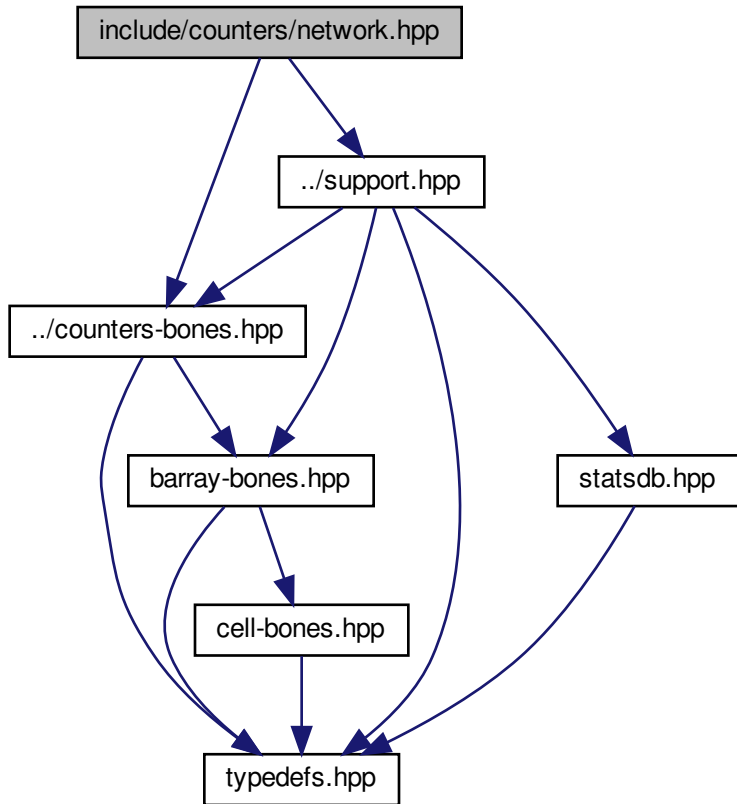 include/counters/network.hpp
../support.hpp
../counters-bones.hpp
barray-bones.hpp
statsdb.hpp
cell-bones.hpp
typedefs.hpp